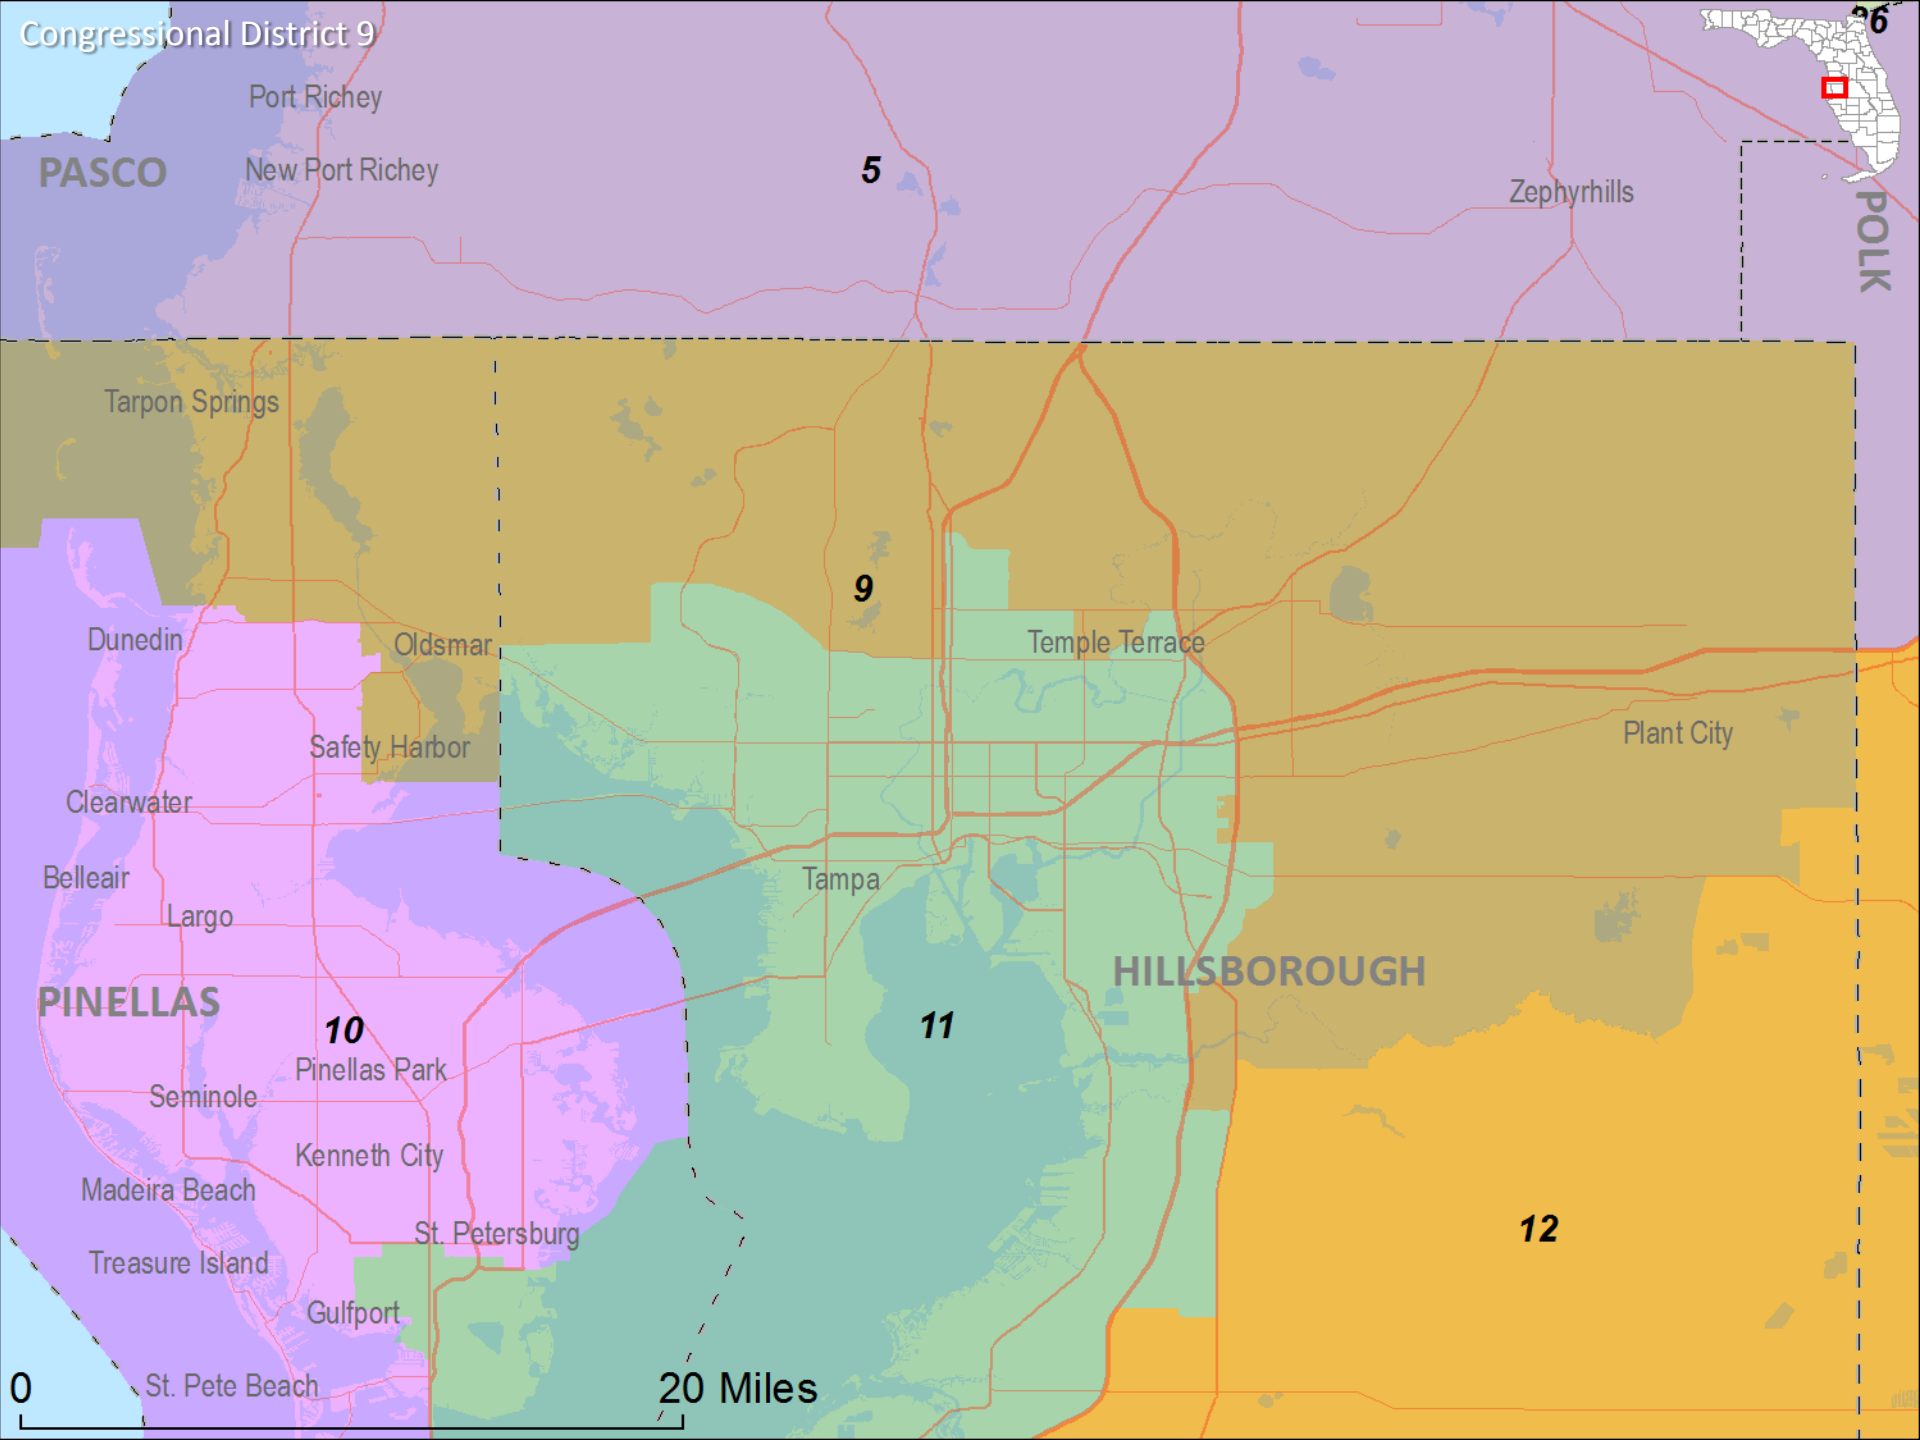 Congressional District 9
26
Port Richey
PASCO
New Port Richey
5
Zephyrhills
POLK
Tarpon Springs
9
Dunedin
Oldsmar
Temple Terrace
Safety Harbor
Plant City
Clearwater
Belleair
Tampa
Largo
HILLSBOROUGH
PINELLAS
10
11
Pinellas Park
Seminole
Kenneth City
Madeira Beach
St. Petersburg
12
Treasure Island
Gulfport
St. Pete Beach
0
20 Miles